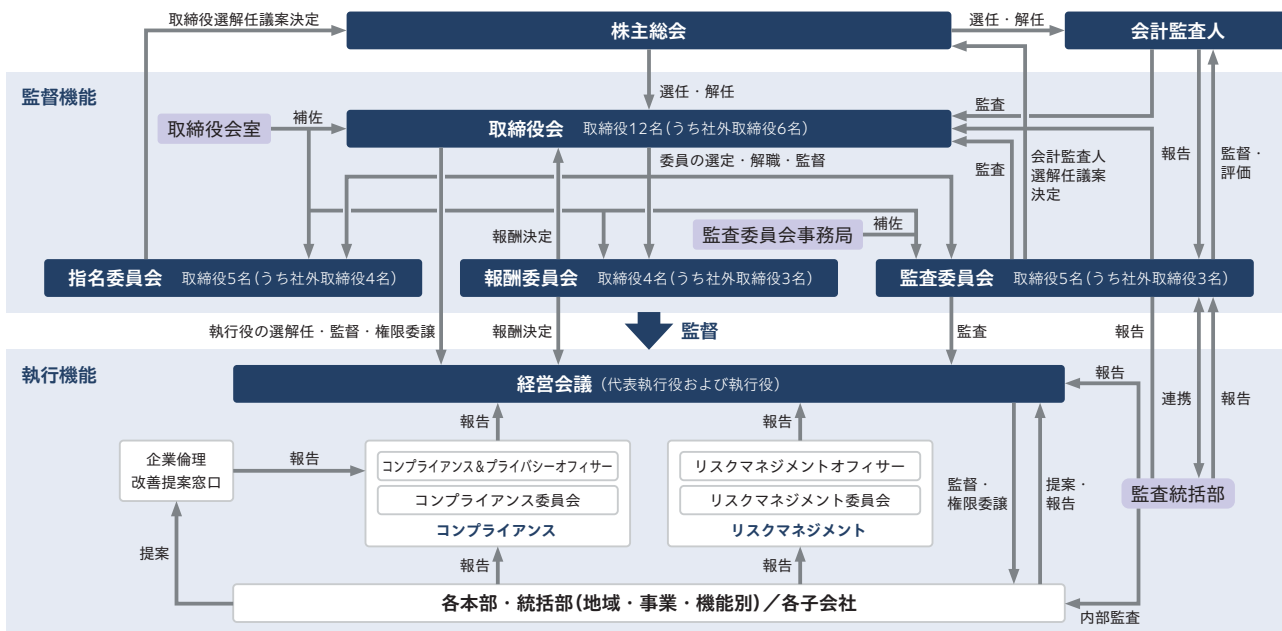 取締役選解任議案決定
株主総会
選任・解任
会計監査人
監督機能
選任・解任
取締役会室
補佐
取締役会 取締役12名(うち社外取締役6名)
監査
委員の選定・解職・監督
監査
会計監査人
選解任議案
決定
報告
監督・
評価
報酬決定
監査委員会事務局
補佐
指名委員会 取締役5名(うち社外取締役4名)
報酬委員会 取締役4名(うち社外取締役3名)
監査委員会 取締役5名(うち社外取締役3名)
執行役の選解任・監督・権限委譲
報酬決定
監督
監査
報告
執行機能
経営会議(代表執行役および執行役)
報告
連携
報告
報告
報告
企業倫理
改善提案窓口
報告
コンプライアンス&プライバシーオフィサー
コンプライアンス委員会
コンプライアンス
リスクマネジメントオフィサー
リスクマネジメント委員会
リスクマネジメント
監督・
権限委譲
提案・
報告
監査統括部
提案
報告
報告
各本部・統括部(地域・事業・機能別)/各子会社
内部監査